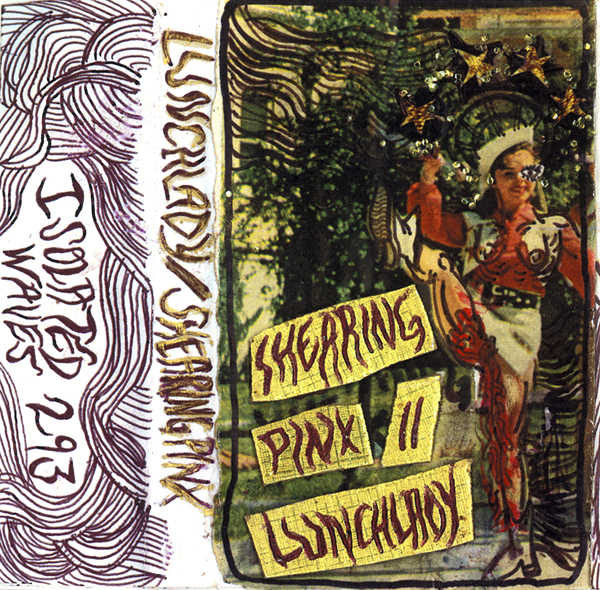 ISOLATED
WAVES
293
LUNCHLADY/SHEARING PINX
SHEARING
PINX II
LUNCHLADY